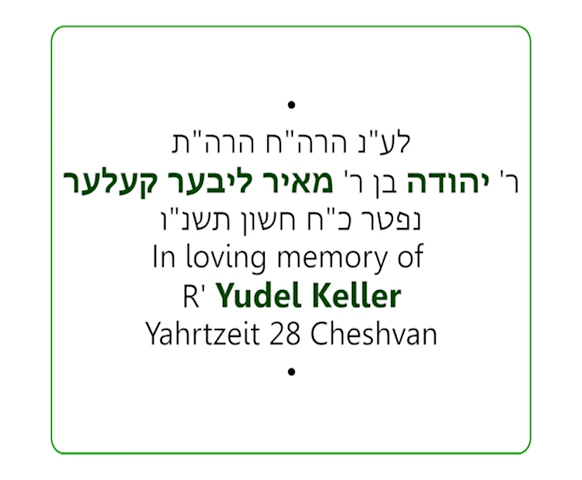 •
לע"נ הרה"ח הרה"ת
ר' יהודה בן ר' מאיר ליבער קעלער
נפטר כ"ח חשון תשנ"ו
In loving memory of
R' Yudel Keller
Yahrtzeit 28 Cheshvan
•